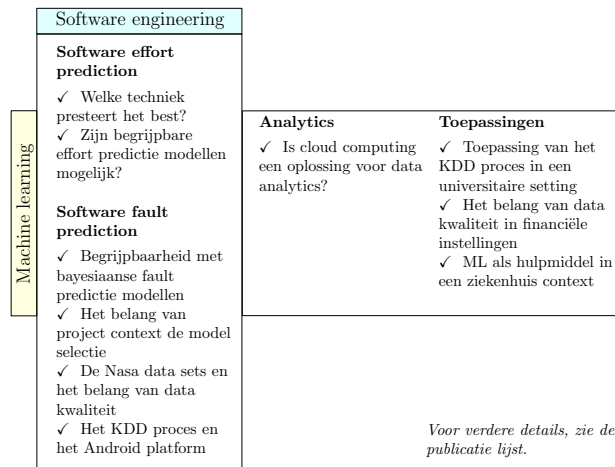 Software engineering
Software effort
prediction
✓ Welke techniek
presteert het best?
✓ Zijn begrijpbare
effort predictie modellen
mogelijk?
Software fault
prediction
✓ Begrijpbaarheid met
bayesiaanse fault
predictie modellen
✓ Het belang van
project context de model
selectie
✓ De Nasa data sets en
het belang van data
kwaliteit
✓ Het KDD proces en
het Android platform
Machine learning
Analytics
✓ Is cloud computing
een oplossing voor data
analytics?
Toepassingen
✓ Toepassing van het
KDD proces in een
universitaire setting
✓ Het belang van data
kwaliteit in financiële
instellingen
✓ ML als hulpmiddel in
een ziekenhuis context
Voor verdere details, zie de
publicatie lijst.